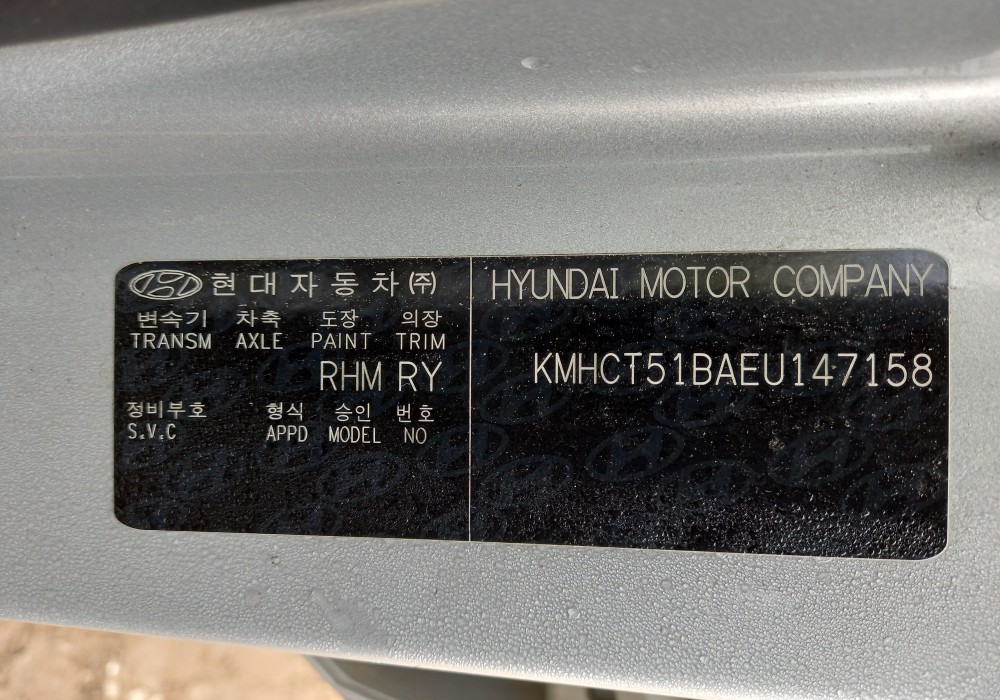 현대자동차㈜
변속기 차축 도장 의장
TRANSM AXLE PAINT TRIM
RHM RY
정비부호 형식 승인 번호
S.V.C APPD MODEL NO
HYUNDAI MOTOR COMPANY
KMHCT51BAEU147158